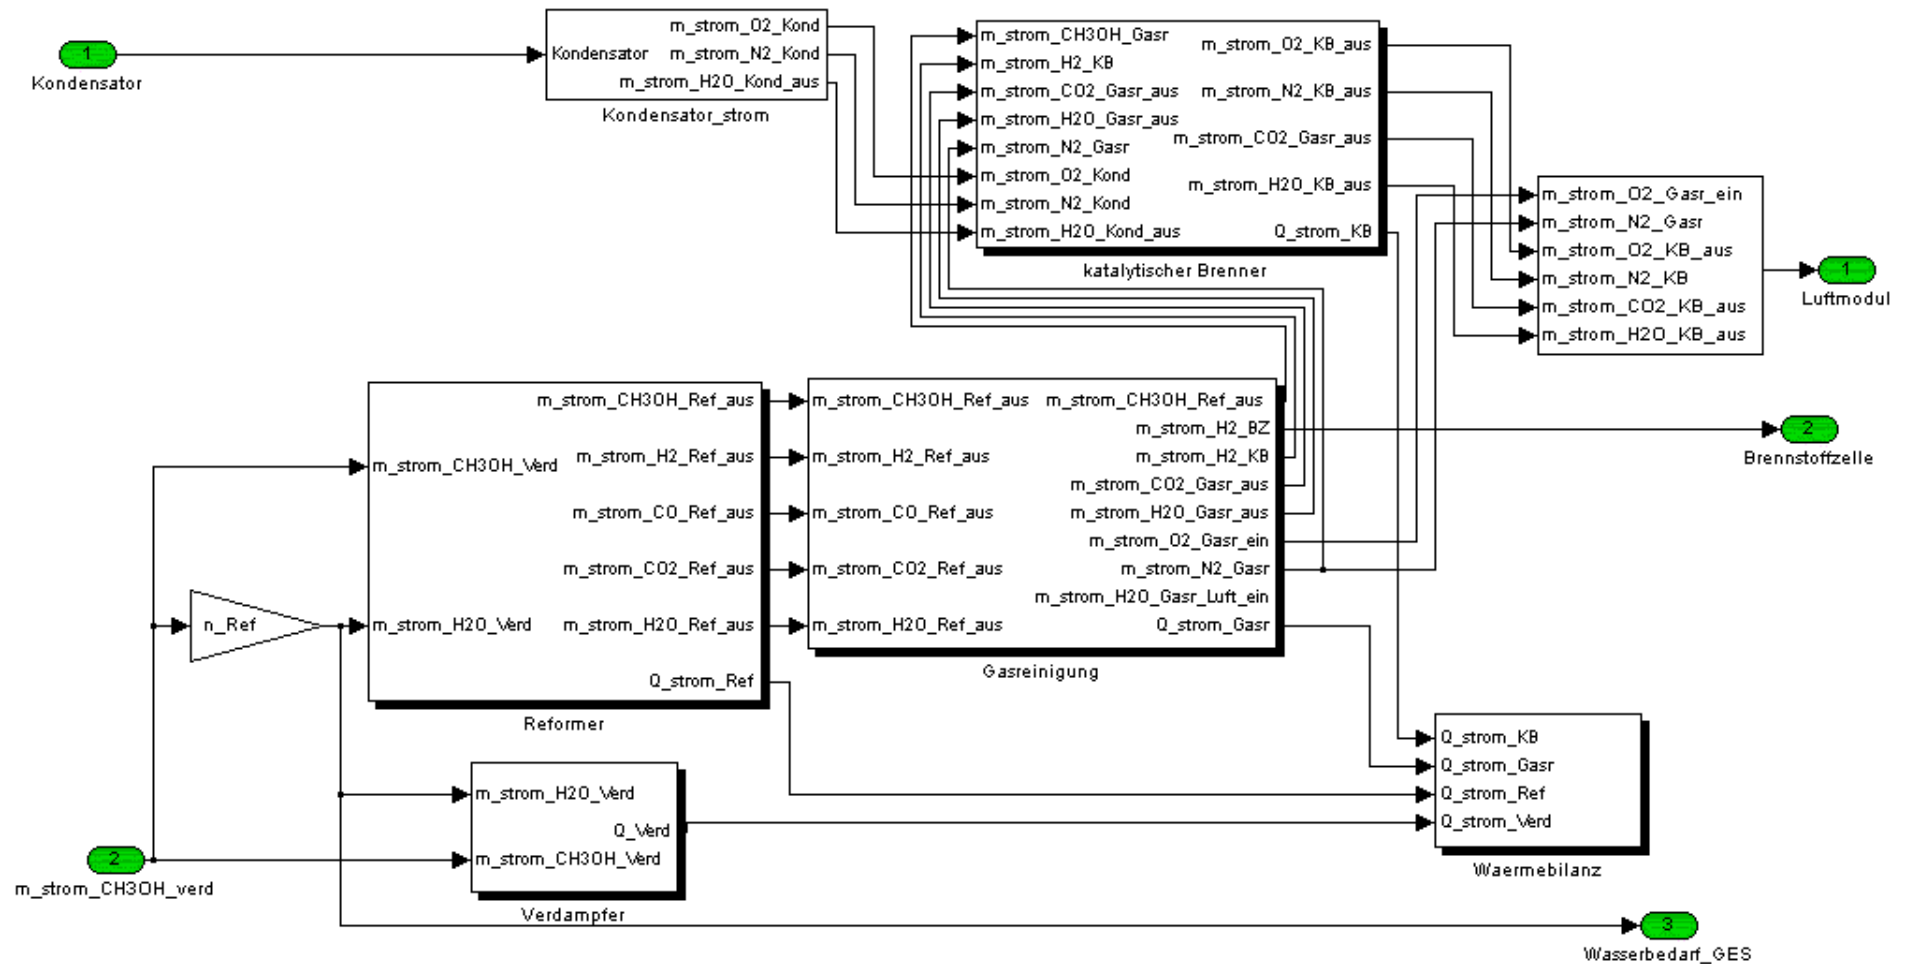 1
Kondensator
Kondensator
m_strom_O2_Kond
m_strom_N2_Kond
m_strom_H2O_Kond_aus
Kondensator_strom
m_strom_CH3OH_Gasr
m_strom_H2_KB
m_strom_CO2_Gasr_aus
m_strom_H2O_Gasr_aus
m_strom_N2_Gasr
m_strom_O2_Kond
m_strom_N2_Kond
m_strom_H2O_Kond_aus
m_strom_O2_KB_aus
m_strom_N2_KB_aus
m_strom_CO2_Gasr_aus
m_strom_H2O_KB_aus
Q_strom_KB
katalytischer Brenner
m_strom_O2_Gasr_ein
m_strom_N2_Gasr
m_strom_O2_KB_aus
m_strom_N2_KB
m_strom_CO2_KB_aus
m_strom_H2O_KB_aus
1
Luftmodul
m_strom_CH3OH_Verd
m_strom_H2O_Verd
m_strom_CH3OH_Ref_aus
m_strom_H2_Ref_aus
m_strom_CO_Ref_aus
m_strom_CO2_Ref_aus
m_strom_H2O_Ref_aus
Q_strom_Ref
Reformer
m_strom_CH3OH_Ref_aus
m_strom_H2_Ref_aus
m_strom_CO_Ref_aus
m_strom_CO2_Ref_aus
m_strom_H2O_Ref_aus
m_strom_CH3OH_Ref_aus
m_strom_H2_BZ
m_strom_H2_KB
m_strom_CO2_Gasr_aus
m_strom_H2O_Gasr_aus
m_strom_O2_Gasr_ein
m_strom_N2_Gasr
m_strom_H2O_Gasr_Luft_ein
Q_strom_Gasr
Gasreinigung
2
Brennstoffzelle
n_Ref
m_strom_H2O_Verd
m_strom_CH3OH_Verd
Q_Verd
Verdampfer
Q_strom_KB
Q_strom_Gasr
Q_strom_Ref
Q_strom_Verd
Waermebilanz
2
m_strom_CH3OH_verd
3
Wasserbedarf_GES